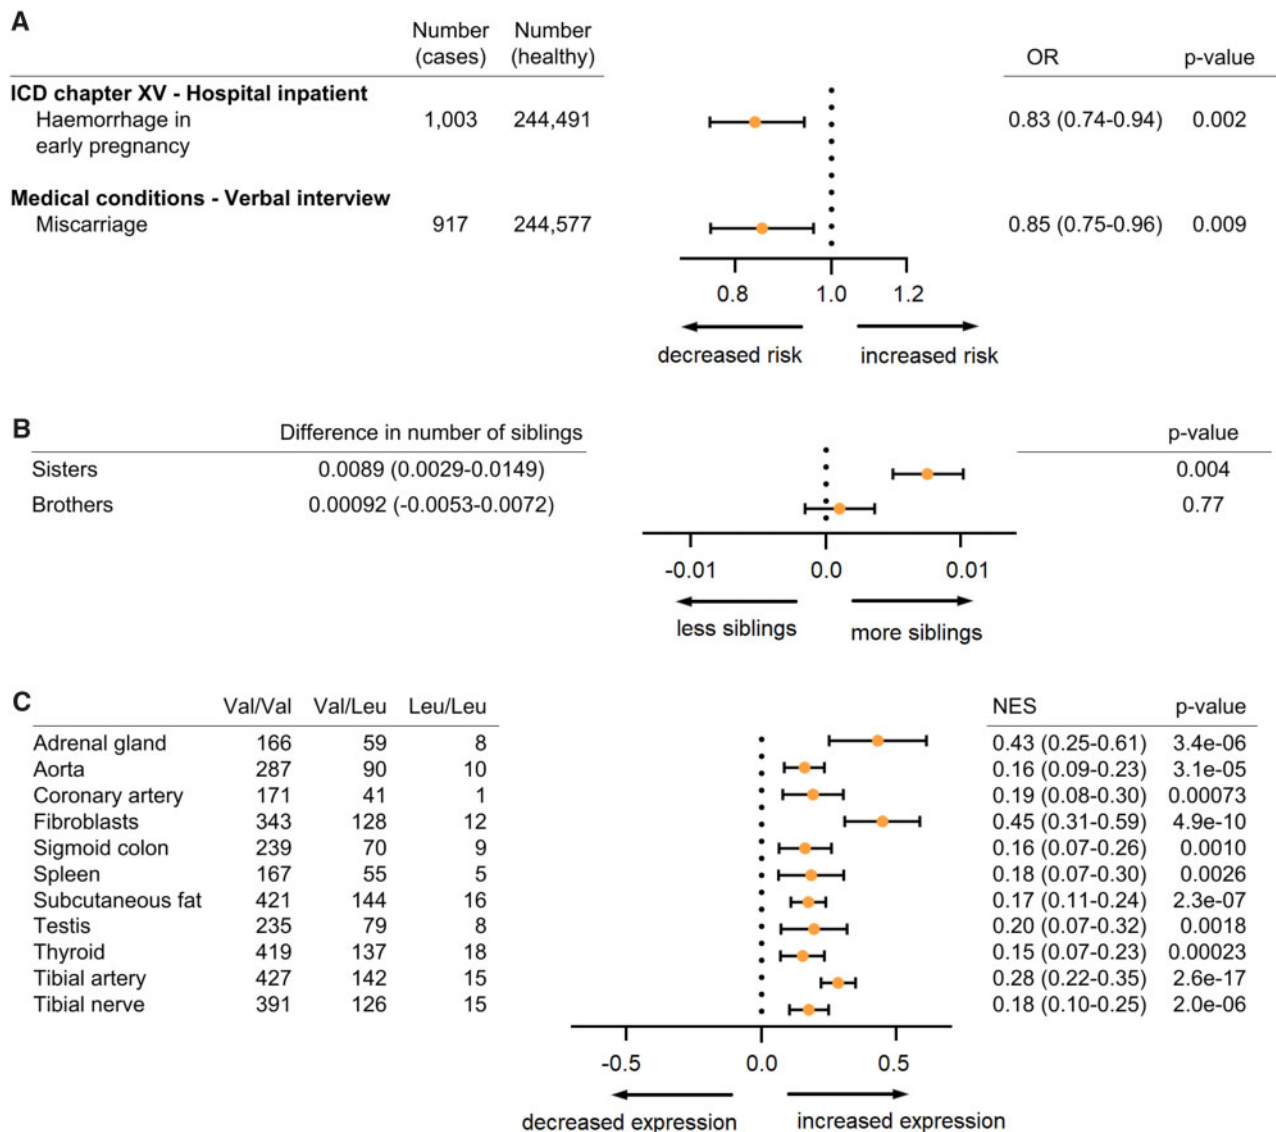 A
Number Number
(cases) (healthy) OR p-value
ICD chapter XV - Hospital inpatient
Haemorrhage in 1,003 244,491 0.83 (0.74-0.94) 0.002
early pregnancy
Medical conditions - Verbal interview
Miscarriage 917 244,577 0.85 (0.75-0.96) 0.009
0.8 1.0 1.2
decreased risk increased risk
B
Difference in number of siblings p-value
Sisters 0.0089 (0.0029-0.0149) 0.004
Brothers 0.00092 (-0.0053-0.0072) 0.77
-0.01 0.0 0.01
less siblings more siblings
C
Val/Val Val/Leu Leu/Leu NES p-value
Adrenal gland 166 59 8 0.43 (0.25-0.61) 3.4e-06
Aorta 287 90 10 0.16 (0.09-0.23) 3.1e-05
Coronary artery 171 41 1 0.19 (0.08-0.30) 0.00073
Fibroblasts 343 128 12 0.45 (0.31-0.59) 4.9e-10
Sigmoid colon 239 70 9 0.16 (0.07-0.26) 0.0010
Spleen 167 55 5 0.18 (0.07-0.30) 0.0026
Subcutaneous fat 421 144 16 0.17 (0.11-0.24) 2.3e-07
Testis 235 79 8 0.20 (0.07-0.32) 0.0018
Thyroid 419 137 18 0.15 (0.07-0.23) 0.00023
Tibial artery 427 142 15 0.28 (0.22-0.35) 2.6e-17
Tibial nerve 391 126 15 0.18 (0.10-0.25) 2.0e-06
-0.5 0.0 0.5
decreased expression increased expression